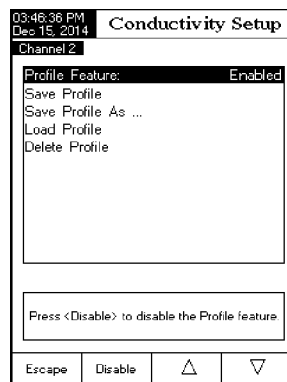 03:46:36 PM
Dec 15, 2014
Conductivity Setup
Channel 2
Profile Feature: Enabled
Save Profile
Save Profile As ...
Load Profile
Delete Profile
Press <Disable> to disable the Profile feature.
Escape Disable △ ▽